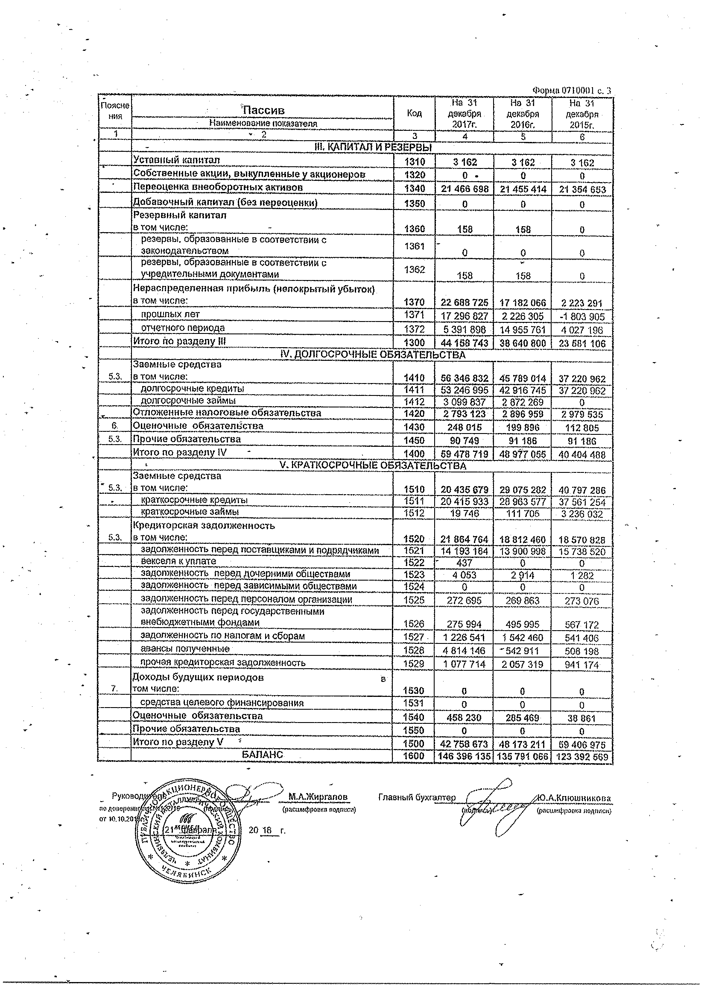 Форма 0710001 с. 3
Поясне ния | Пассив | Код | На 31 декабря 2017г. | На 31 декабря 2016г. | На 31 декабря 2015г.
Наименование показателя
1 | 2 | 3 | 4 | 5 | 6
III. КАПИТАЛ И РЕЗЕРВЫ
Уставный капитал 1310 3 162 3 162 3 162
Собственные акции, выкупленные у акционеров 1320 0 0 0
Переоценка внеоборотных активов 1340 21 466 698 21 455 414 21 354 653
Добавочный капитал (без переоценки) 1350 0 0 0
Резервный капитал
в том числе: 1360 158 158 0
резервы, образованные в соответствии с
законодательством 1361 0 0 0
резервы, образованные в соответствии с
учредительными документами 1362 158 158 0
Нераспределенная прибыль (непокрытый убыток)
в том числе: 1370 22 688 725 17 182 066 2 223 291
прошлых лет 1371 17 296 827 2 226 305 -1 803 905
отчетного периода 1372 5 391 898 14 955 761 4 027 196
Итого по разделу III 1300 44 158 743 38 640 800 23 581 106
IV. ДОЛГОСРОЧНЫЕ ОБЯЗАТЕЛЬСТВА
Заемные средства
5.3. в том числе: 1410 56 346 832 45 789 014 37 220 962
долгосрочные кредиты 1411 53 246 995 42 916 745 37 220 962
долгосрочные займы 1412 3 099 837 2 872 269 0
Отложенные налоговые обязательства 1420 2 793 123 2 896 959 2 979 535
6. Оценочные обязательства 1430 248 015 199 896 112 805
5.3. Прочие обязательства 1450 90 749 91 186 91 186
Итого по разделу IV 1400 59 478 719 48 977 055 40 404 488
V. КРАТКОСРОЧНЫЕ ОБЯЗАТЕЛЬСТВА
Заемные средства
5.3. в том числе: 1510 20 435 679 29 075 282 40 797 286
краткосрочные кредиты 1511 20 415 933 28 963 577 37 561 254
краткосрочные займы 1512 19 746 111 705 3 236 032
Кредиторская задолженность
5.3. в том числе: 1520 21 864 764 18 812 460 18 570 828
задолженность перед поставщиками и подрядчиками 1521 14 193 184 13 900 998 15 738 520
векселя к уплате 1522 437 0 0
задолженность перед дочерними обществами 1523 4 053 2 914 1 282
задолженность перед зависимыми обществами 1524 0 0 0
задолженность перед персоналом организации 1525 272 695 269 863 273 076
задолженность перед государственными
внебюджетными фондами 1526 275 994 495 995 567 172
задолженность по налогам и сборам 1527 1 226 541 1 542 460 541 406
авансы полученные 1528 4 814 146 542 911 508 198
прочая кредиторская задолженность 1529 1 077 714 2 057 319 941 174
Доходы будущих периодов в
7. том числе: 1530 0 0 0
средства целевого финансирования 1531 0 0 0
Оценочные обязательства 1540 458 230 285 469 38 861
Прочие обязательства 1550 0 0 0
Итого по разделу V 1500 42 758 673 48 173 211 59 406 975
БАЛАНС 1600 146 396 135 135 791 066 123 392 569
Руководитель М.А.Жиргалов Главный бухгалтер Ю.А.Клюшникова
по доверенности (подпись) (расшифровка подписи) (подпись) (расшифровка подписи)
от 10.10.2016г.
21 февраля 20 18 г.
ПУБЛИЧНОЕ АКЦИОНЕРНОЕ ОБЩЕСТВО
ЧЕЛЯБИНСКИЙ МЕТАЛЛУРГИЧЕСКИЙ КОМБИНАТ
ЧЕЛЯБИНСК